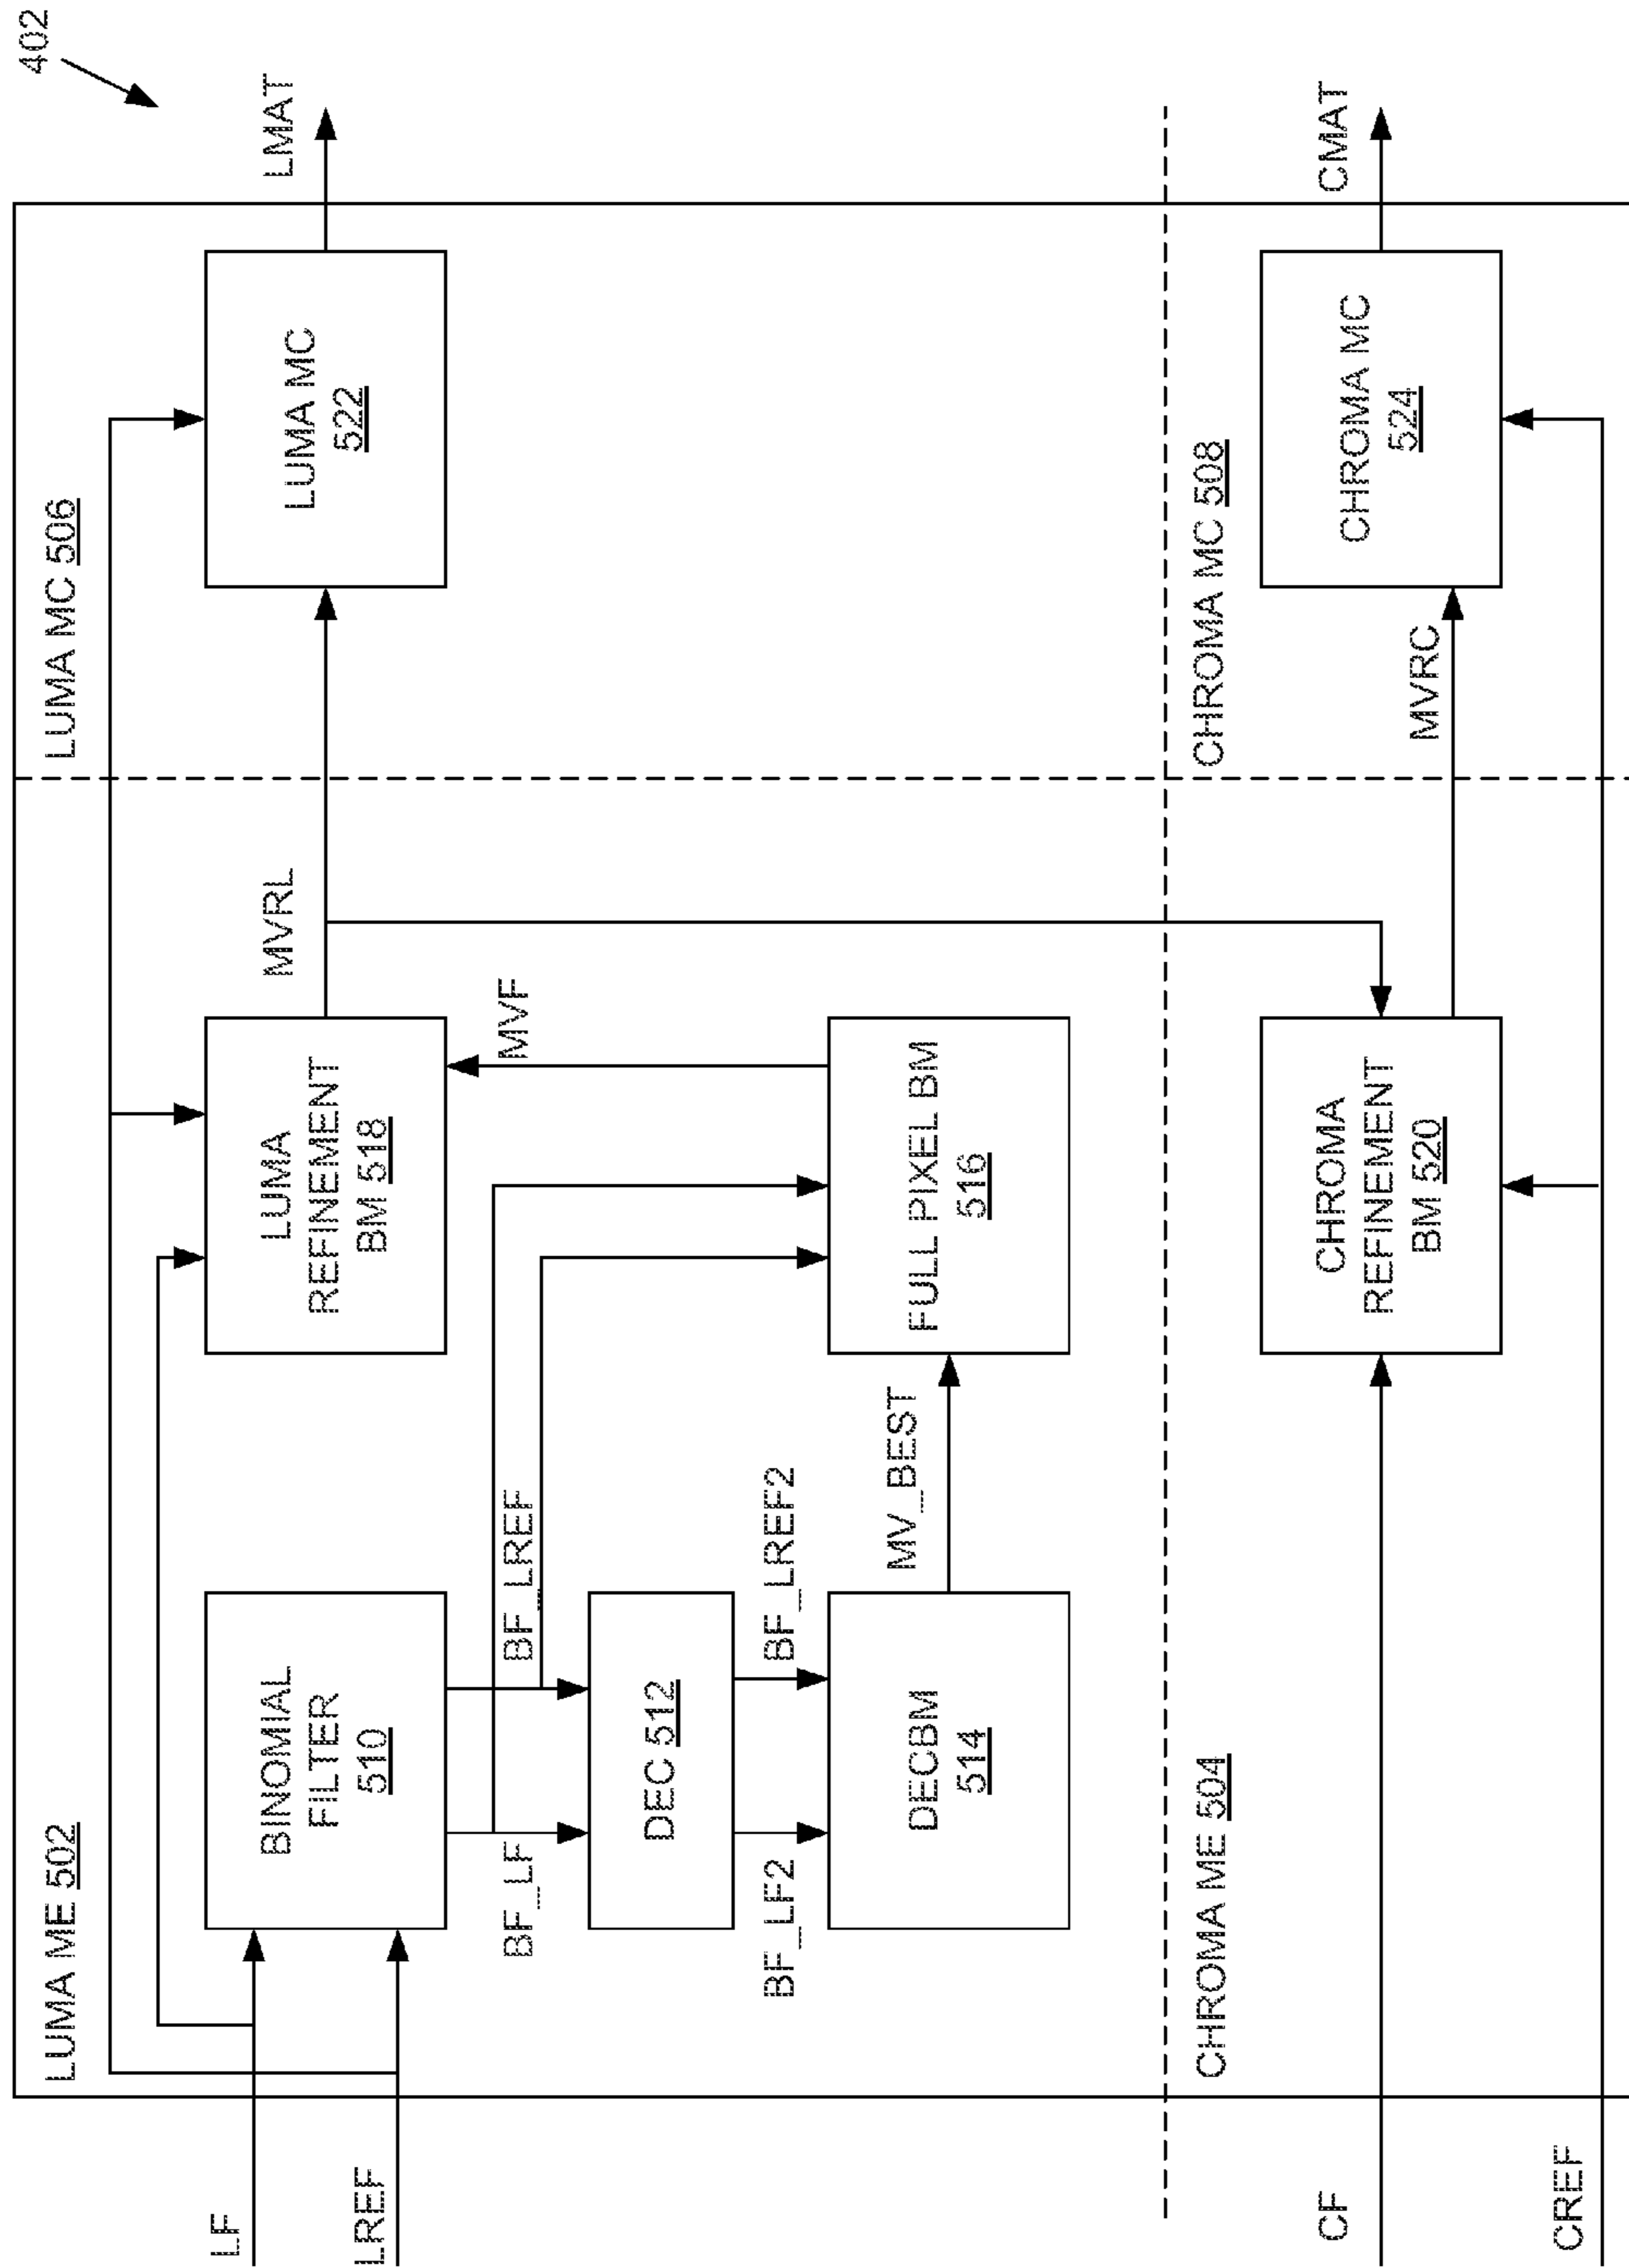 402
LUMA ME 502
LUMA MC 506
LF
LREF
BINOMIAL
FILTER
510
LUMA
REFINEMENT
BM 518
MVRL
LUMA MC
522
LMAT
BF_LF
BF_LREF
MVF
DEC 512
BF_LF2
BF_LREF2
DECBM
514
MV_BEST
FULL PIXEL BM
516
CHROMA ME 504
CHROMA MC 508
CF
CREF
CHROMA
REFINEMENT
BM 520
MVRC
CHROMA MC
524
CMAT